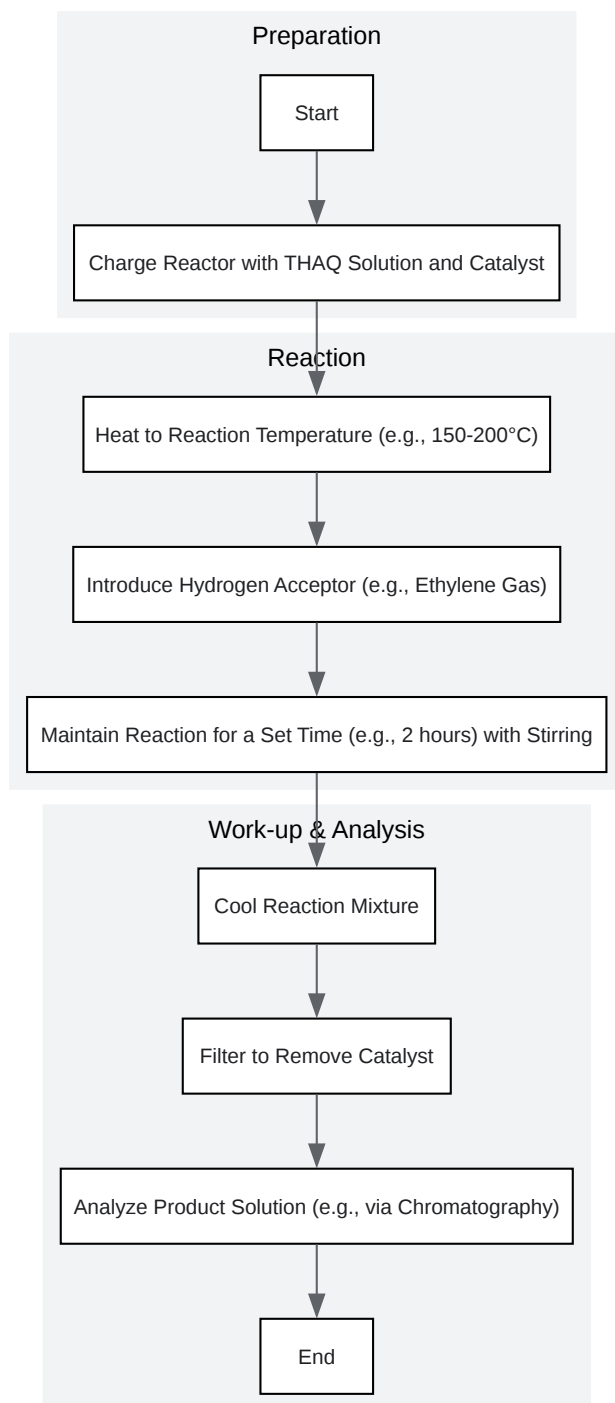 Preparation
Start
Charge Reactor with THAQ Solution and Catalyst
Reaction
Heat to Reaction Temperature (e.g., 150-200°C)
Introduce Hydrogen Acceptor (e.g., Ethylene Gas)
Maintain Reaction for a Set Time (e.g., 2 hours) with Stirring
Work-up & Analysis
Cool Reaction Mixture
Filter to Remove Catalyst
Analyze Product Solution (e.g., via Chromatography)
End